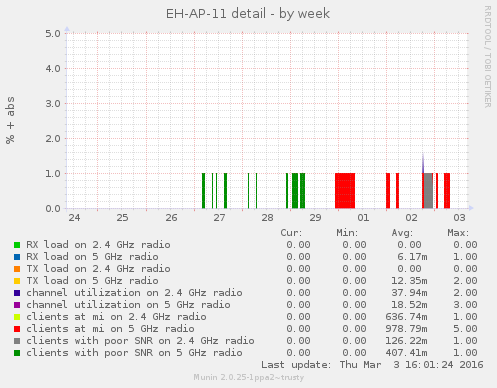 EH-AP-11 detail - by week
RRDTOOL / TOBI OETIKER
% + abs
5.0
4.0
3.0
2.0
1.0
0.0
24 25 26 27 28 29 01 02 03
Cur: Min: Avg: Max:
RX load on 2.4 GHz radio 0.00 0.00 0.00 0.00
RX load on 5 GHz radio 0.00 0.00 6.17m 1.00
TX load on 2.4 GHz radio 0.00 0.00 0.00 0.00
TX load on 5 GHz radio 0.00 0.00 12.35m 2.00
channel utilization on 2.4 GHz radio 0.00 0.00 37.94m 2.00
channel utilization on 5 GHz radio 0.00 0.00 18.52m 3.00
clients at mi on 2.4 GHz radio 0.00 0.00 636.74m 1.00
clients at mi on 5 GHz radio 0.00 0.00 978.79m 5.00
clients with poor SNR on 2.4 GHz radio 0.00 0.00 126.22m 1.00
clients with poor SNR on 5 GHz radio 0.00 0.00 407.41m 1.00
Last update: Thu Mar 3 16:01:24 2016
Munin 2.0.25-1ppa2~trusty